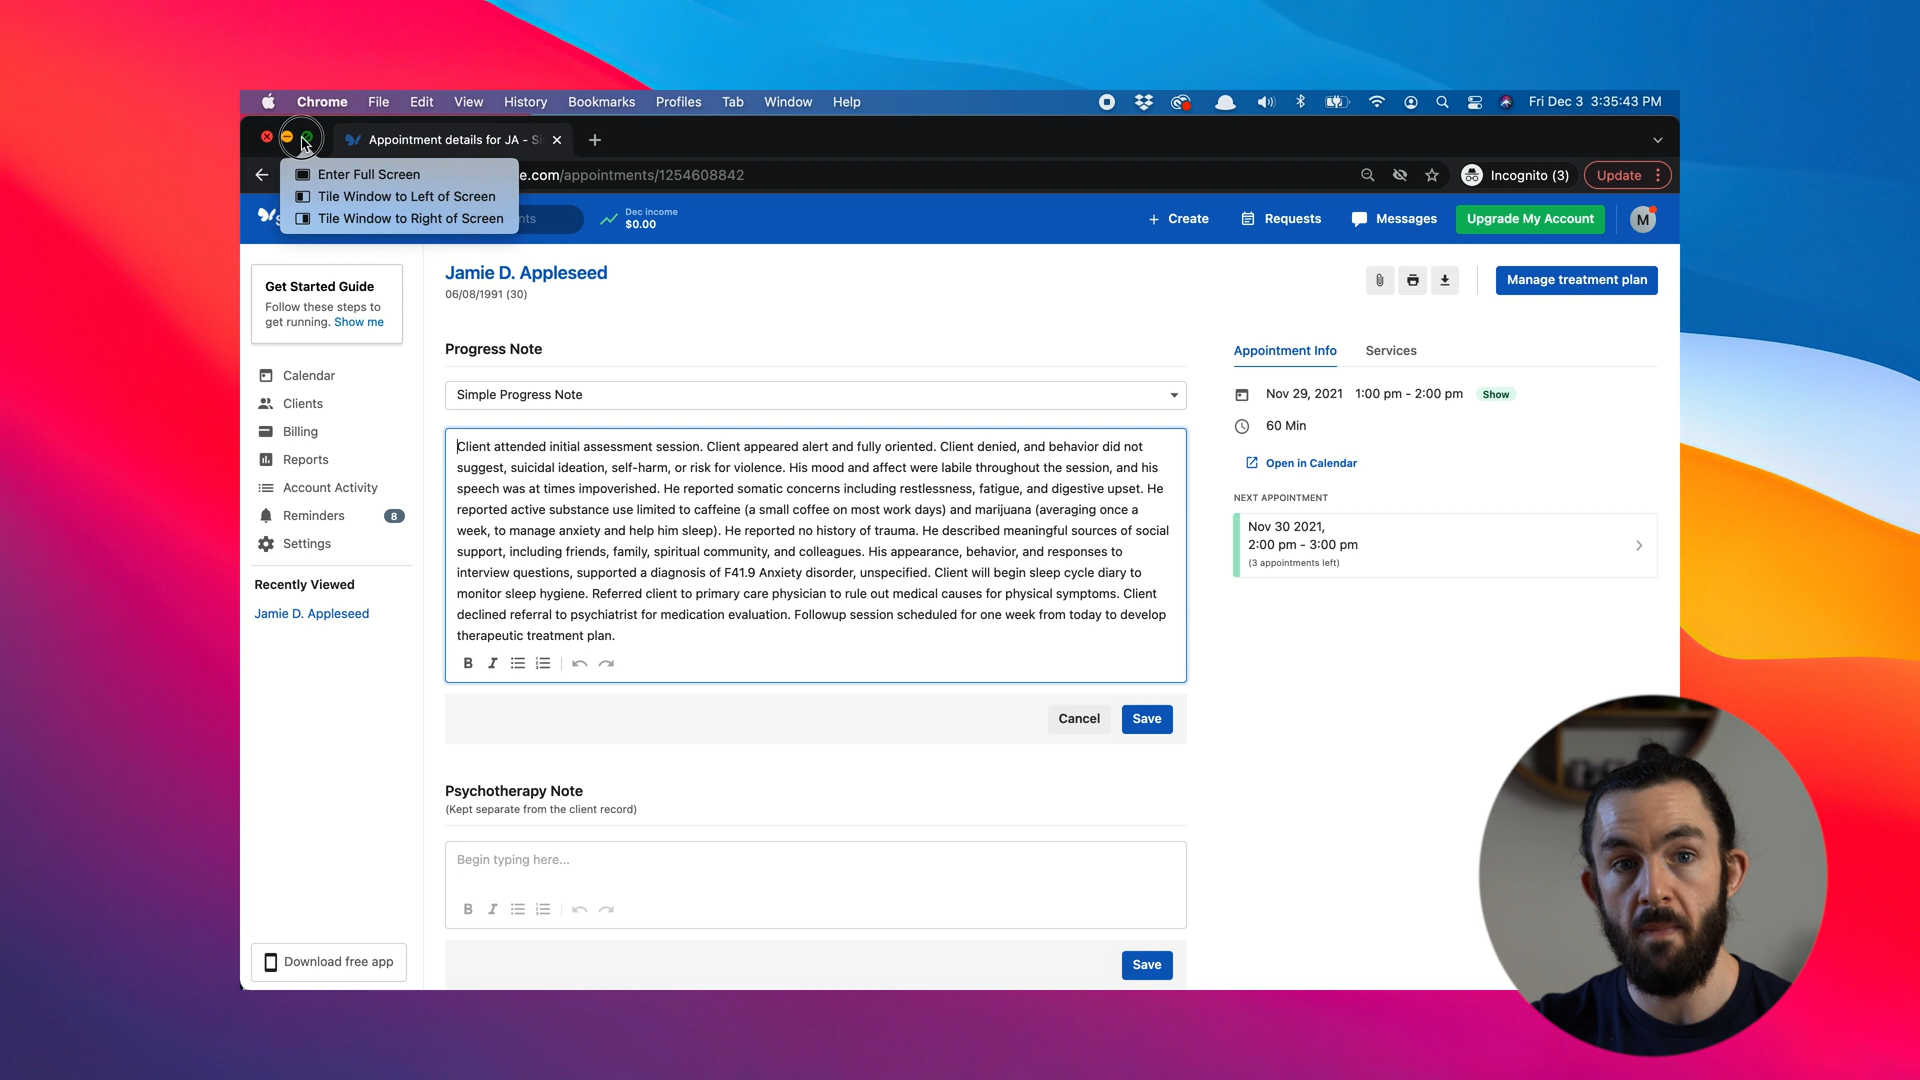 Chrome File Edit View History Bookmarks Profiles Tab Window Help Fri Dec 3 3:35:43 PM
Appointment details for JA - Si
Enter Full Screen
Tile Window to Left of Screen
Tile Window to Right of Screen
e.com/appointments/1254608842
Incognito (3)
Update
nts
Dec income
$0.00
Create
Requests
Messages
Upgrade My Account
M
Get Started Guide
Follow these steps to
get running. Show me
Calendar
Clients
Billing
Reports
Account Activity
Reminders 8
Settings
Recently Viewed
Jamie D. Appleseed
Download free app
Jamie D. Appleseed
06/08/1991 (30)
Manage treatment plan
Progress Note
Simple Progress Note
Client attended initial assessment session. Client appeared alert and fully oriented. Client denied, and behavior did not
suggest, suicidal ideation, self-harm, or risk for violence. His mood and affect were labile throughout the session, and his
speech was at times impoverished. He reported somatic concerns including restlessness, fatigue, and digestive upset. He
reported active substance use limited to caffeine (a small coffee on most work days) and marijuana (averaging once a
week, to manage anxiety and help him sleep). He reported no history of trauma. He described meaningful sources of social
support, including friends, family, spiritual community, and colleagues. His appearance, behavior, and responses to
interview questions, supported a diagnosis of F41.9 Anxiety disorder, unspecified. Client will begin sleep cycle diary to
monitor sleep hygiene. Referred client to primary care physician to rule out medical causes for physical symptoms. Client
declined referral to psychiatrist for medication evaluation. Followup session scheduled for one week from today to develop
therapeutic treatment plan.
B I
Cancel Save
Psychotherapy Note
(Kept separate from the client record)
Begin typing here...
B I
Save
Appointment Info Services
Nov 29, 2021 1:00 pm - 2:00 pm Show
60 Min
Open in Calendar
NEXT APPOINTMENT
Nov 30 2021,
2:00 pm - 3:00 pm
(3 appointments left)